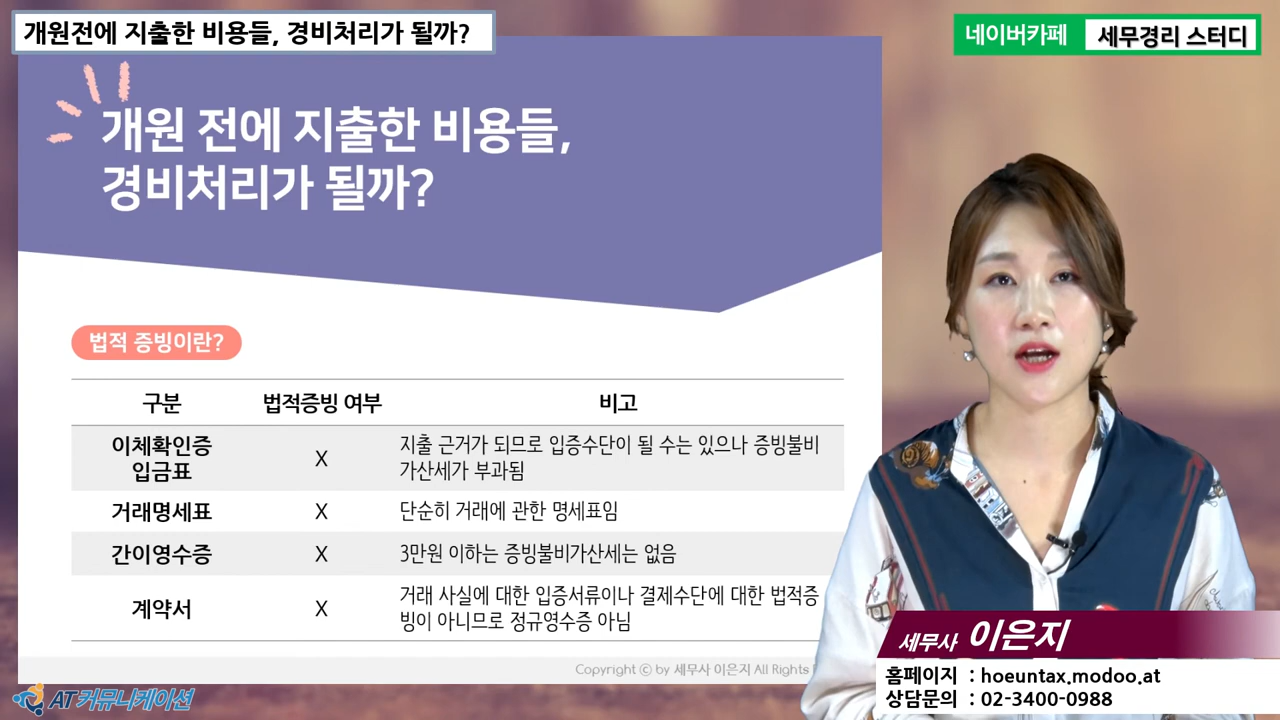 개원전에 지출한 비용들, 경비처리가 될까?
네이버카페 세무경리 스터디
개원 전에 지출한 비용들,
경비처리가 될까?
법적 증빙이란?
구분 법적증빙 여부 비고
이체확인증
입금표
X
지출 근거가 되므로 입증수단이 될 수는 있으나 증빙불비
가산세가 부과됨
거래명세표 X 단순히 거래에 관한 명세표임
간이영수증 X 3만원 이하는 증빙불비가산세는 없음
계약서
X
거래 사실에 대한 입증서류이나 결제수단에 대한 법적증
빙이 아니므로 정규영수증 아님
Copyright ⓒ by 세무사 이은지 All Rights
세무사 이은지
홈페이지 : hoeuntax.modoo.at
상담문의 : 02-3400-0988
AT커뮤니케이션